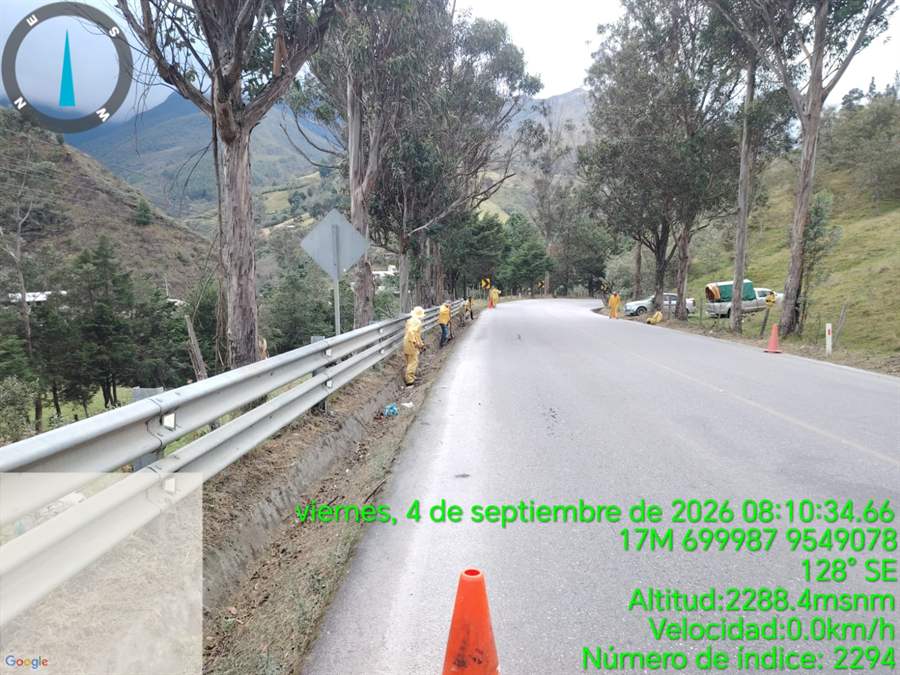 N
E
S
W
viernes, 4 de septiembre de 2026 08:10:34.66
17M 699987 9549078
128° SE
Altitud:2288.4msnm
Velocidad:0.0km/h
Número de índice: 2294
Google